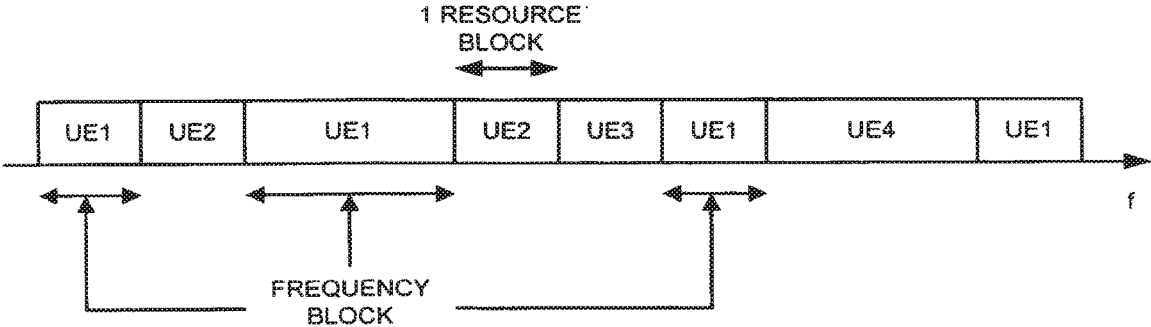 1 RESOURCE
BLOCK
UE1 UE2 UE1 UE2 UE3 UE1 UE4 UE1
f
FREQUENCY
BLOCK